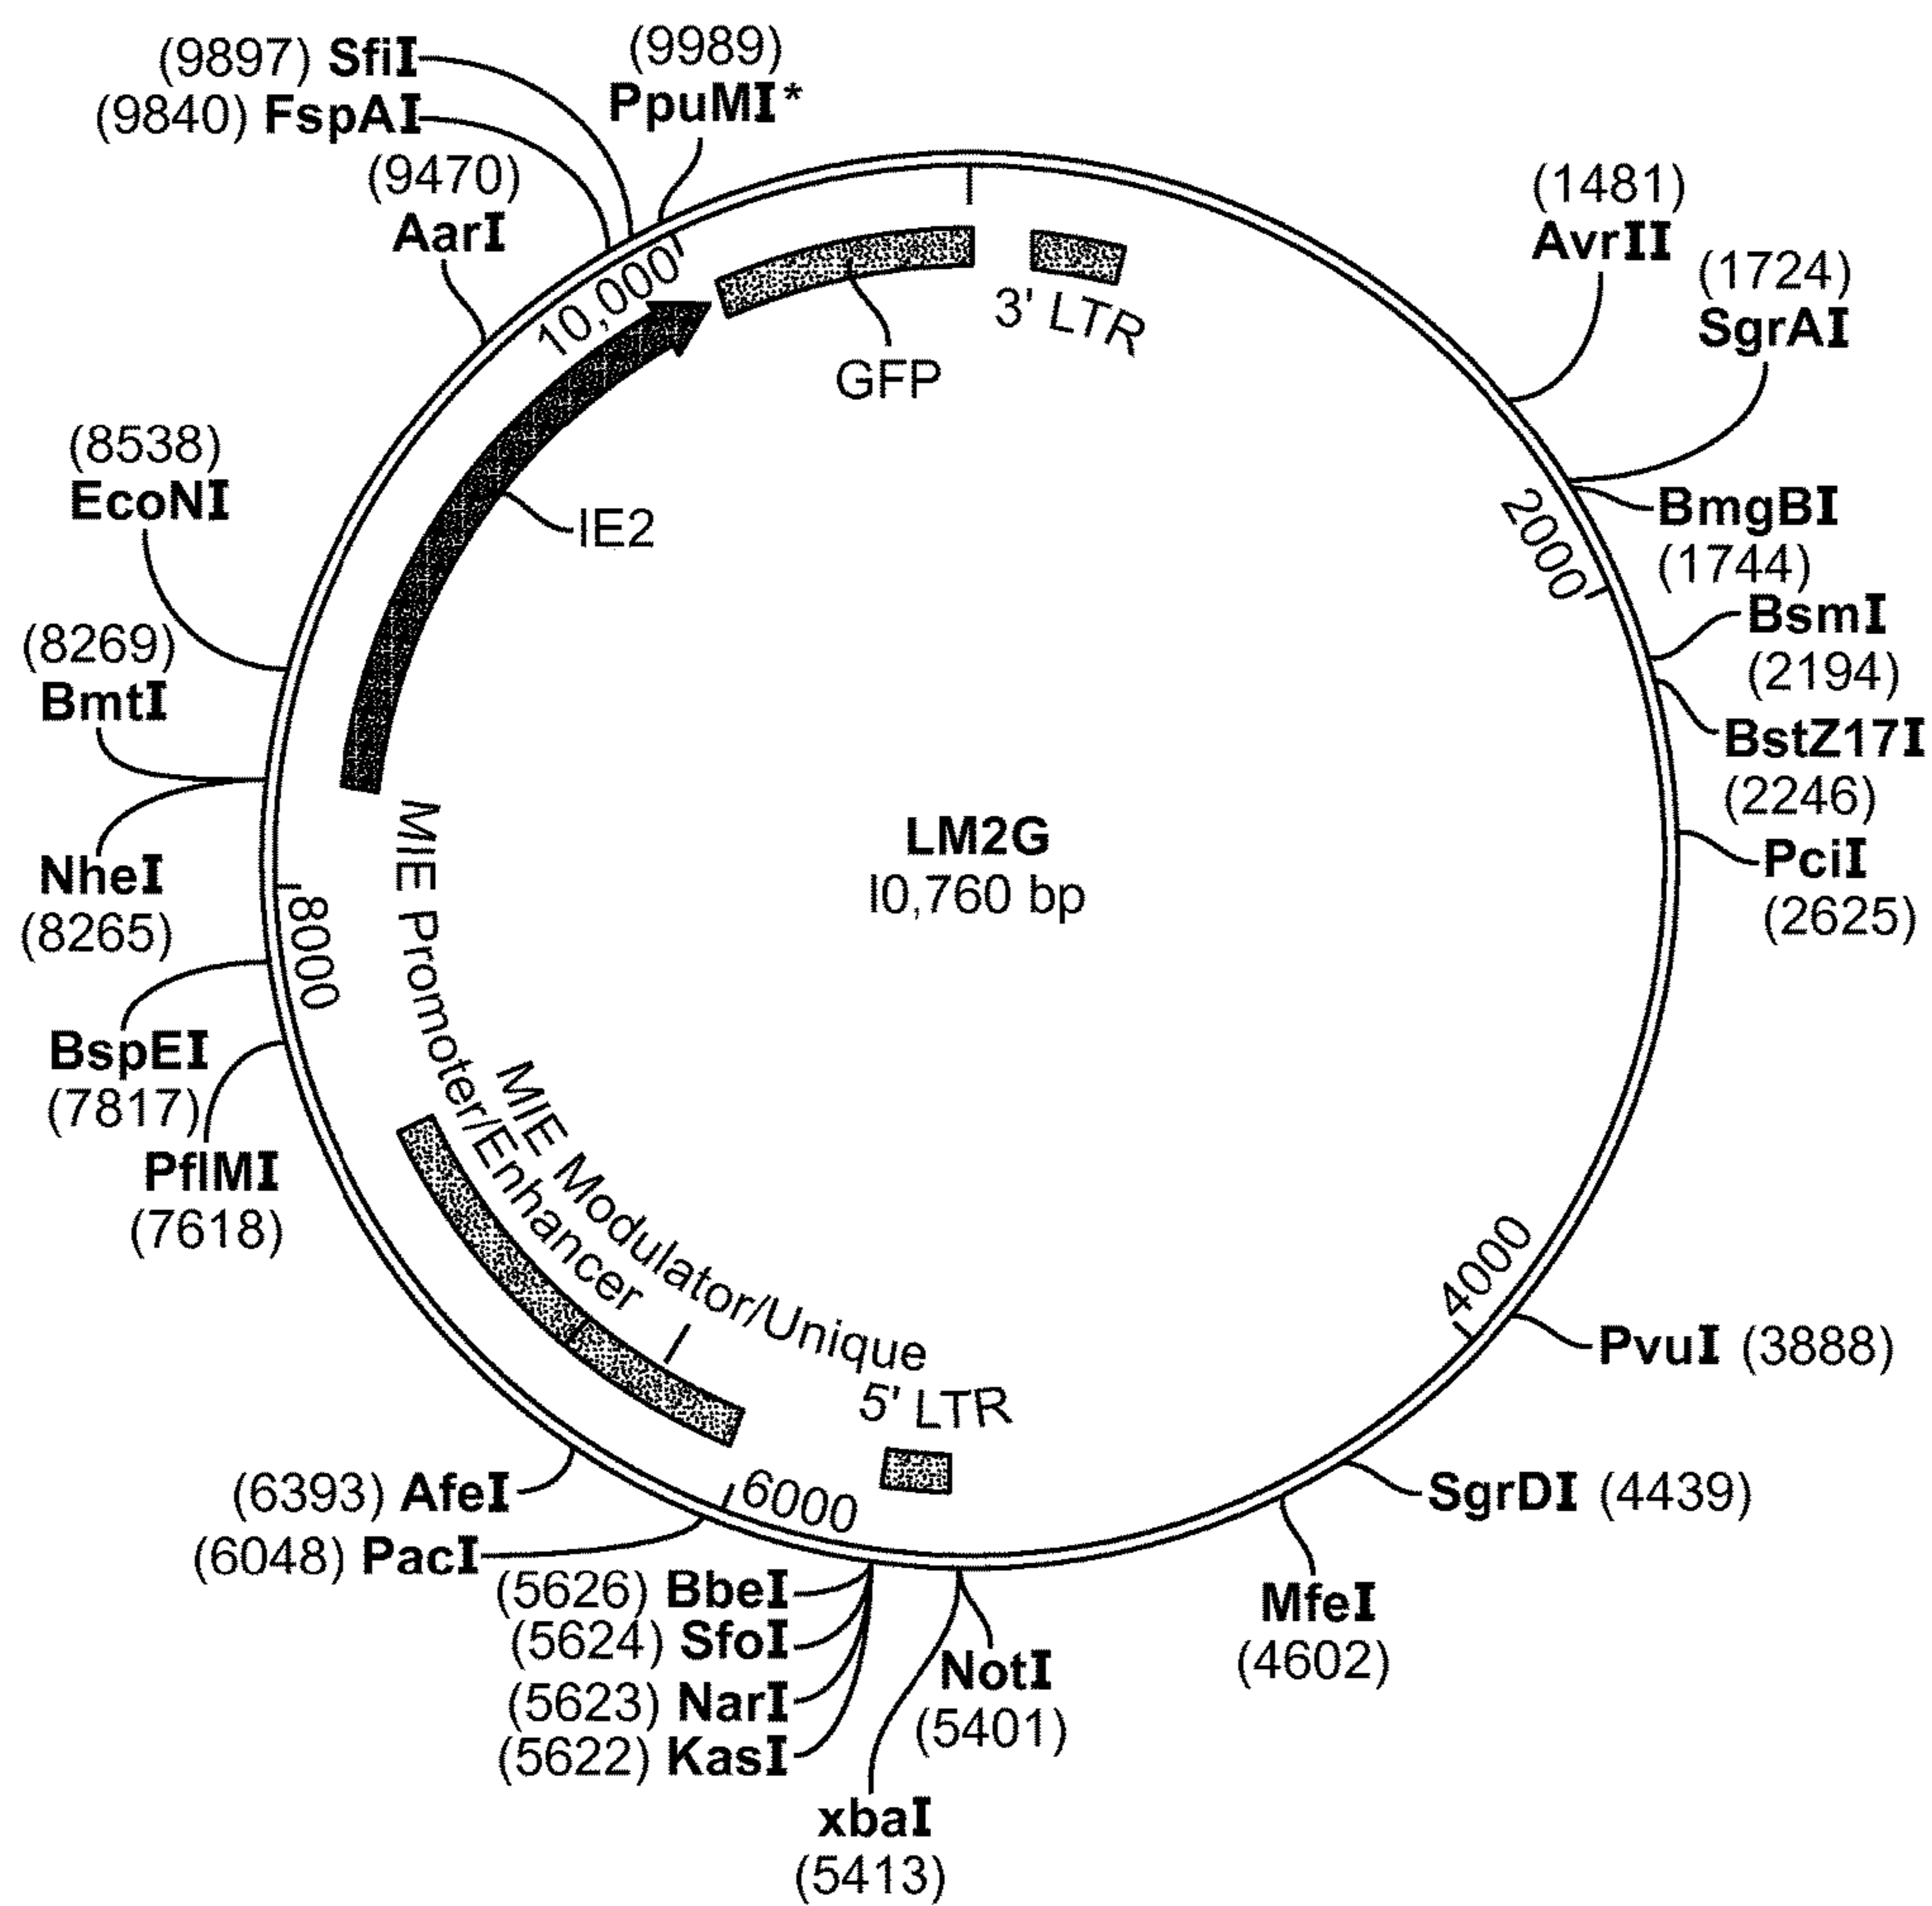 (9897) SfiI
(9840) FspAI
(9989)
PpuMI*
(9470)
AarI
(1481)
AvrII
(1724)
SgrAI
BmgBI
(1744)
BsmI
(2194)
BstZ17I
(2246)
PciI
(2625)
PvuI (3888)
SgrDI (4439)
MfeI
(4602)
NotI
(5401)
xbaI
(5413)
(5626) BbeI
(5624) SfoI
(5623) NarI
(5622) KasI
(6048) PacI
(6393) AfeI
PflMI
(7618)
BspEI
(7817)
NheI
(8265)
(8269)
BmtI
(8538)
EcoNI
10,000
2000
4000
6000
8000
3' LTR
GFP
IE2
MIE Promoter/Enhancer
MIE Modulator/Unique
5' LTR
LM2G
l0,760 bp